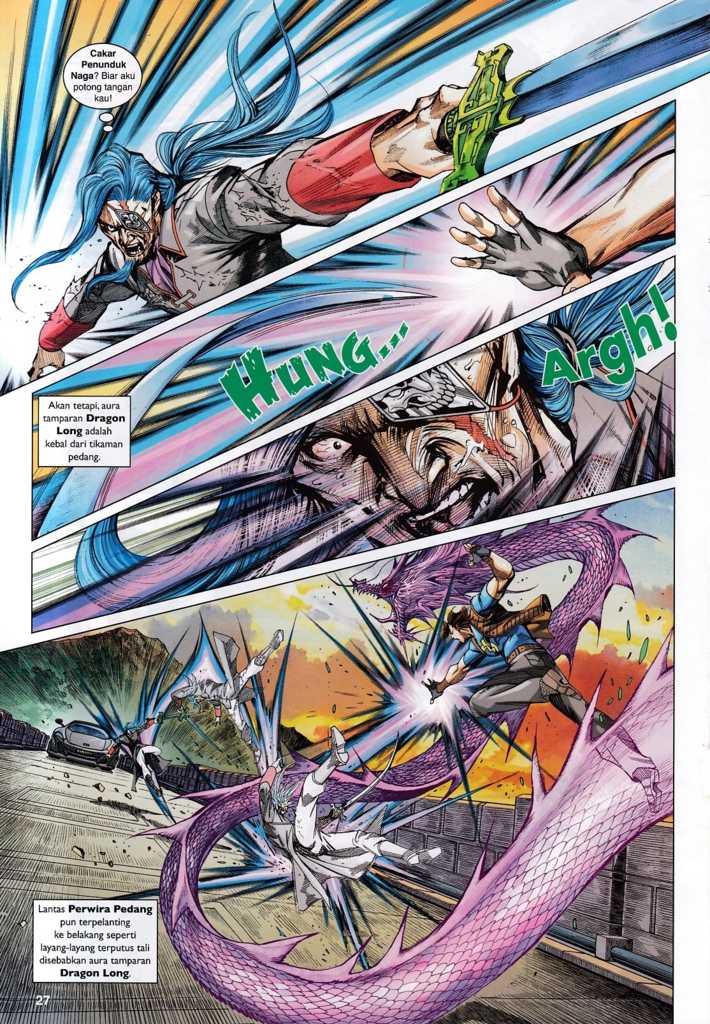 Cakar
Penunduk
Naga? Biar aku
potong tangan
kau!
HUNG...
Argh!
Akan tetapi, aura
tamparan Dragon
Long adalah
kebal dari tikaman
pedang.
Lantas Perwira Pedang
pun terpelanting
ke belakang seperti
layang-layang terputus tali
disebabkan aura tamparan
Dragon Long.
27